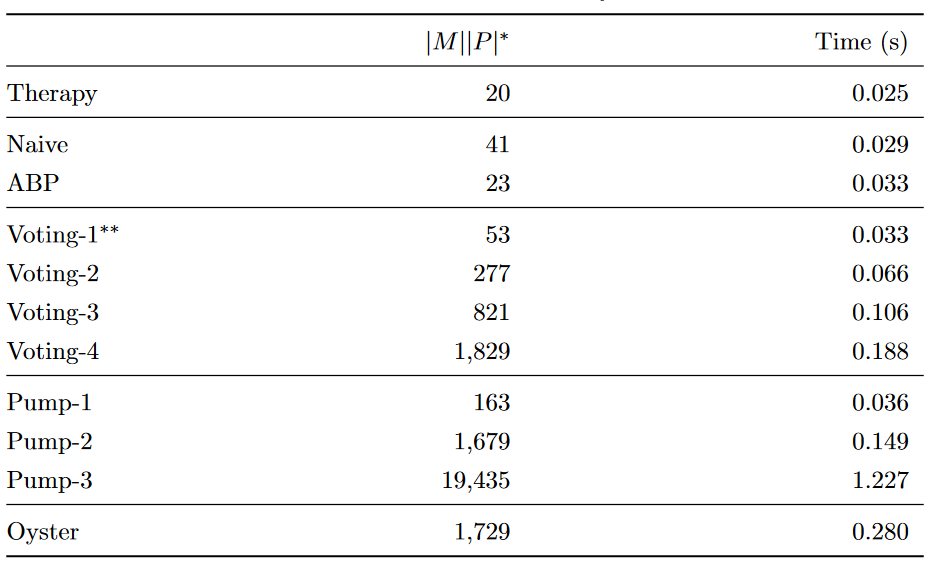 |M||P|* Time (s)
Therapy 20 0.025
Naive 41 0.029
ABP 23 0.033
Voting-1** 53 0.033
Voting-2 277 0.066
Voting-3 821 0.106
Voting-4 1,829 0.188
Pump-1 163 0.036
Pump-2 1,679 0.149
Pump-3 19,435 1.227
Oyster 1,729 0.280